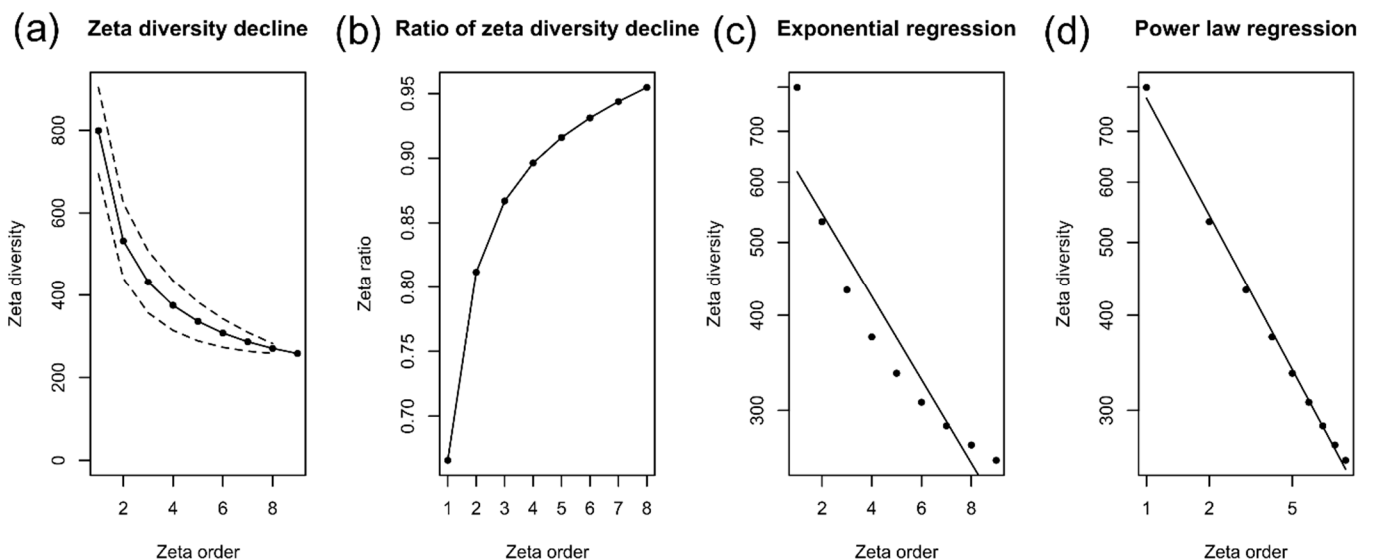 (a) Zeta diversity decline
Zeta diversity
800
600
400
200
0
2 4 6 8
Zeta order
(b) Ratio of zeta diversity decline
Zeta ratio
0.95
0.90
0.85
0.80
0.75
0.70
1 2 3 4 5 6 7 8
Zeta order
(c) Exponential regression
Zeta diversity
700
600
500
400
300
2 4 6 8
Zeta order
(d) Power law regression
Zeta diversity
700
600
500
400
300
1 2 5
Zeta order